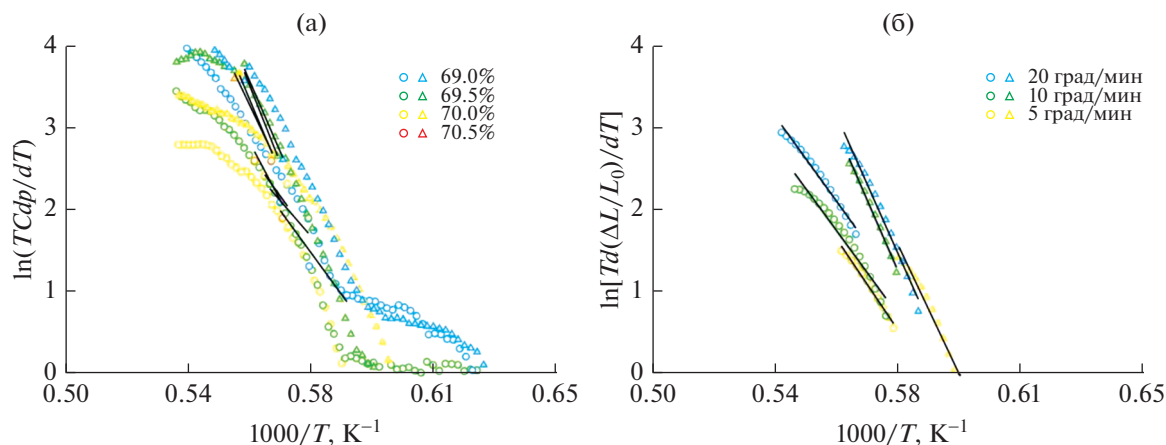 (а)
4
3
2
1
0
0.50
0.54
0.58
0.61
0.65
ln(TCdp/dT)
1000/T, K⁻¹
69.0%
69.5%
70.0%
70.5%
(б)
4
3
2
1
0
0.50
0.54
0.58
0.61
0.65
ln[Td(ΔL/L₀)/dT]
1000/T, K⁻¹
20 град/мин
10 град/мин
5 град/мин